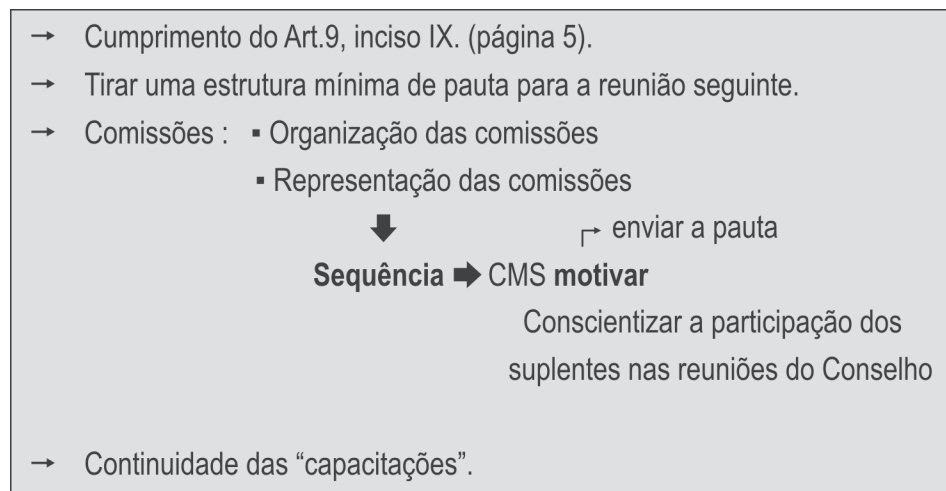 → Cumprimento do Art.9, inciso IX. (página 5).
→ Tirar uma estrutura mínima de pauta para a reunião seguinte.
→ Comissões : ▪ Organização das comissões
▪ Representação das comissões
enviar a pauta
Sequência ➡ CMS motivar
Conscientizar a participação dos
suplentes nas reuniões do Conselho
→ Continuidade das “capacitações”.